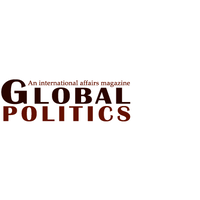 An international affairs magazine
GLOBAL
POLITICS